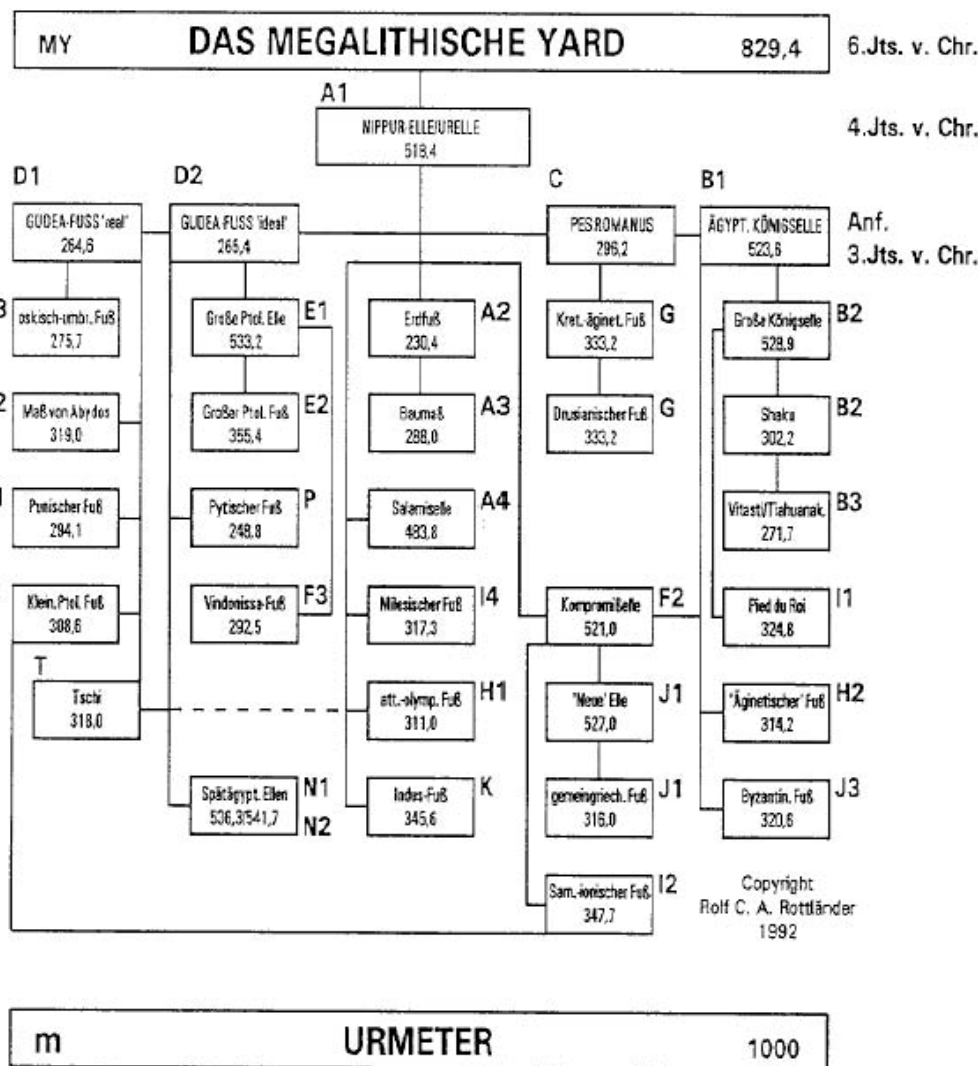 MY DAS MEGALITHISCHE YARD 829,4 6.Jts. v. Chr.
A1
NIPPUR-ELLE/URELLE
518,4
4.Jts. v. Chr.
D1 D2 C B1
GUDEA-FUSS 'real'
264,6
GUDEA-FUSS 'ideal'
265,4
PES ROMANUS
296,2
ÄGYPT. KÖNIGSELLE
523,6
Anf.
3.Jts. v. Chr.
oskisch-umbr. Fuß
275,7
Große Ptol. Elle E1
533,2
Erdfuß A2
230,4
Kret.-äginet. Fuß G
333,2
Große Königselle B2
528,9
Maß von Abydos
319,0
Großer Ptol. Fuß E2
355,4
Baumaß A3
288,0
Drusianischer Fuß G
333,2
Shaku B2
302,2
Punischer Fuß
294,1
Pytischer Fuß P
248,8
Salamiselle A4
483,8
Vitasti/Tiahuanak. B3
271,7
Klein. Ptol. Fuß
308,6
Vindonissa-Fuß F3
292,5
Milesischer Fuß I4
317,3
Kompromißelle F2
521,0
Pied du Roi I1
324,8
T
Tschi
318,0
att.-olymp. Fuß H1
311,0
'Neue' Elle J1
527,0
'Äginetischer' Fuß H2
314,2
Spätägypt. Ellen N1
536,3/541,7 N2
Indus-Fuß K
345,6
gemeingriech. Fuß J1
316,0
Byzantin. Fuß J3
320,6
Sam.-ionischer Fuß I2
347,7
Copyright
Rolf C. A. Rottländer
1992
m URMETER 1000